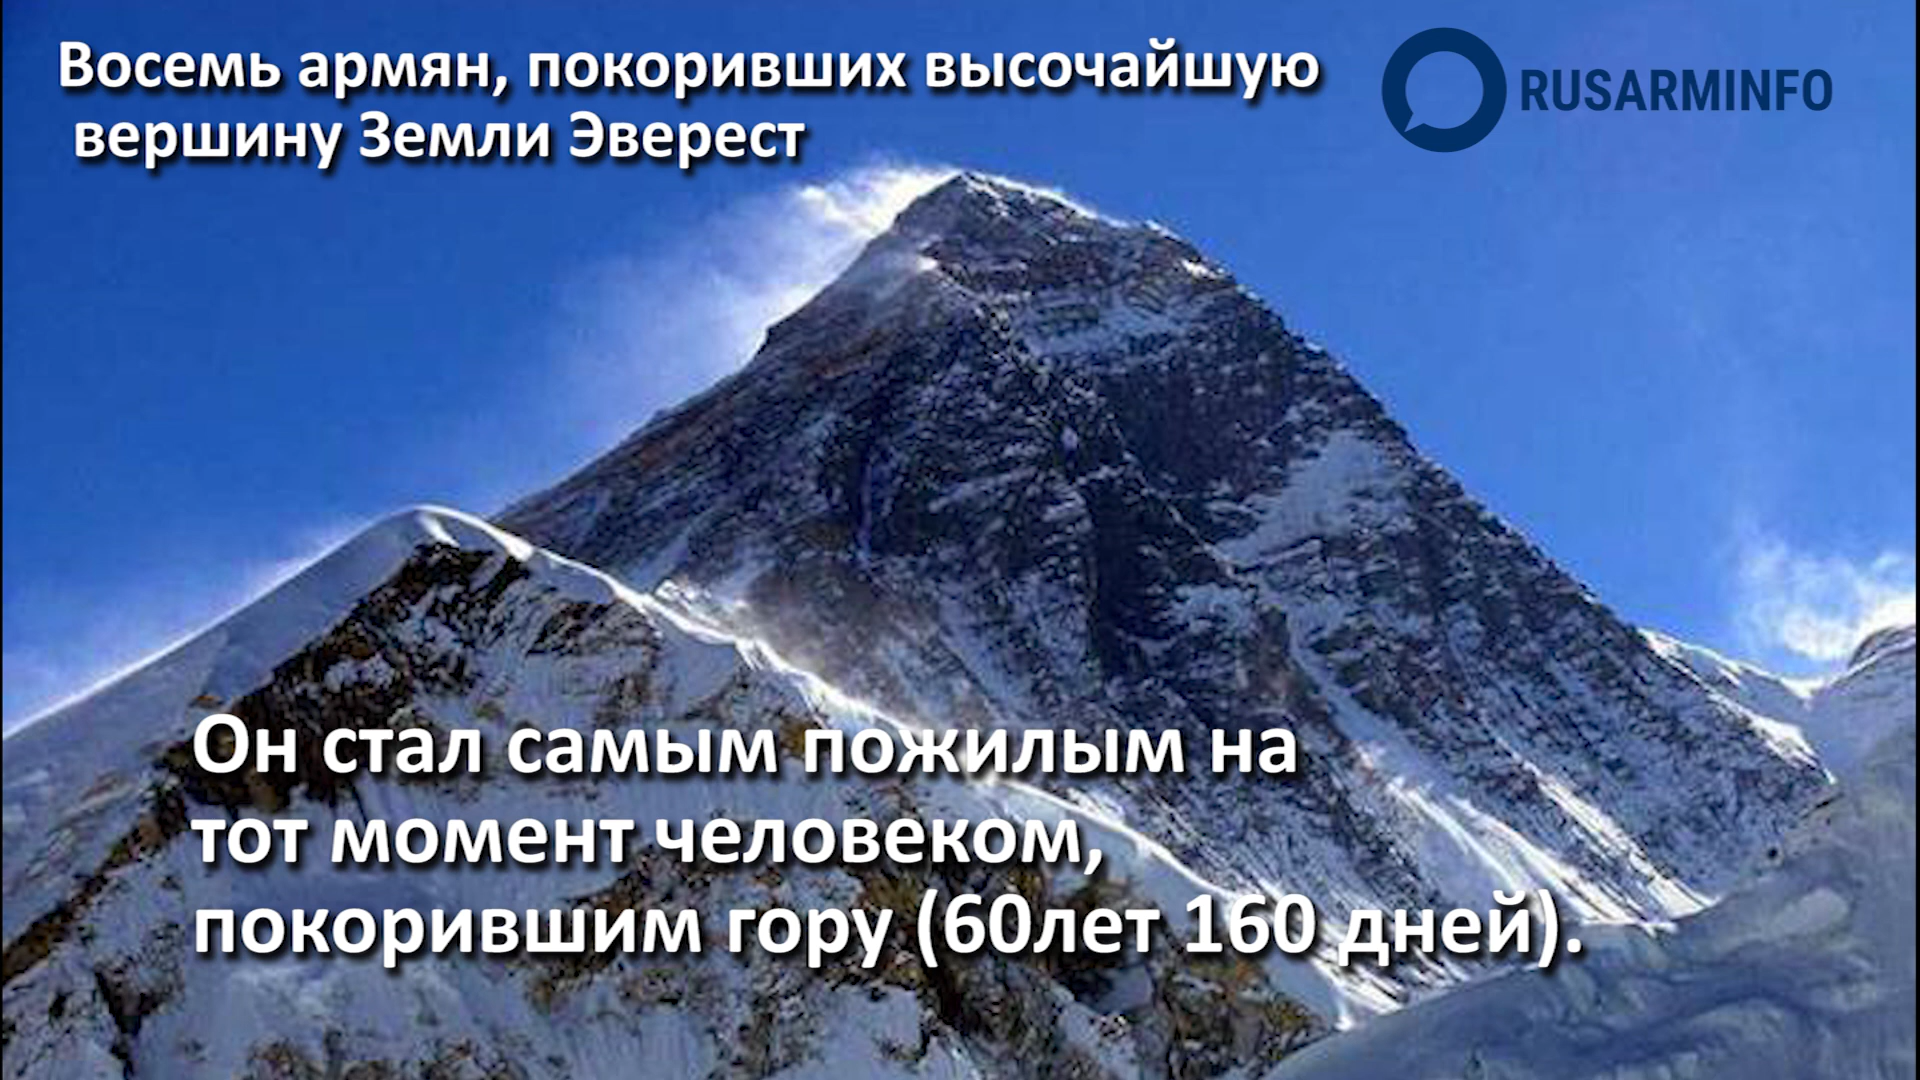 Восемь армян, покоривших высочайшую
вершину Земли Эверест
RUSARMINFO
Он стал самым пожилым на
тот момент человеком,
покорившим гору (60лет 160 дней).